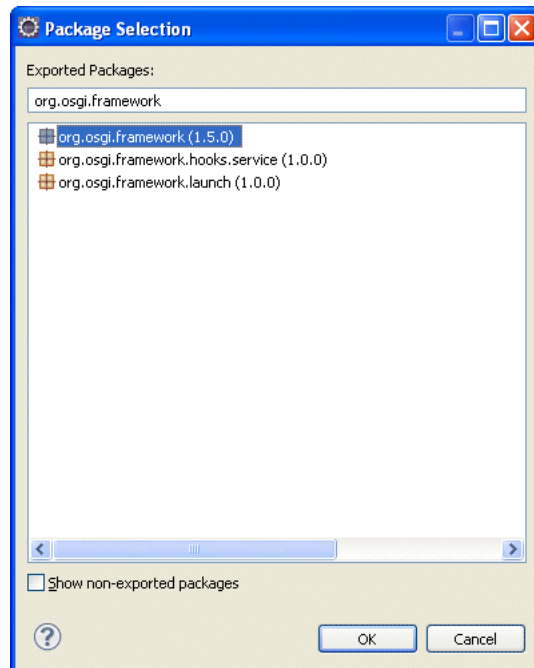 Package Selection
Exported Packages:
org.osgi.framework
org.osgi.framework (1.5.0)
org.osgi.framework.hooks.service (1.0.0)
org.osgi.framework.launch (1.0.0)
Show non-exported packages
?
OK Cancel